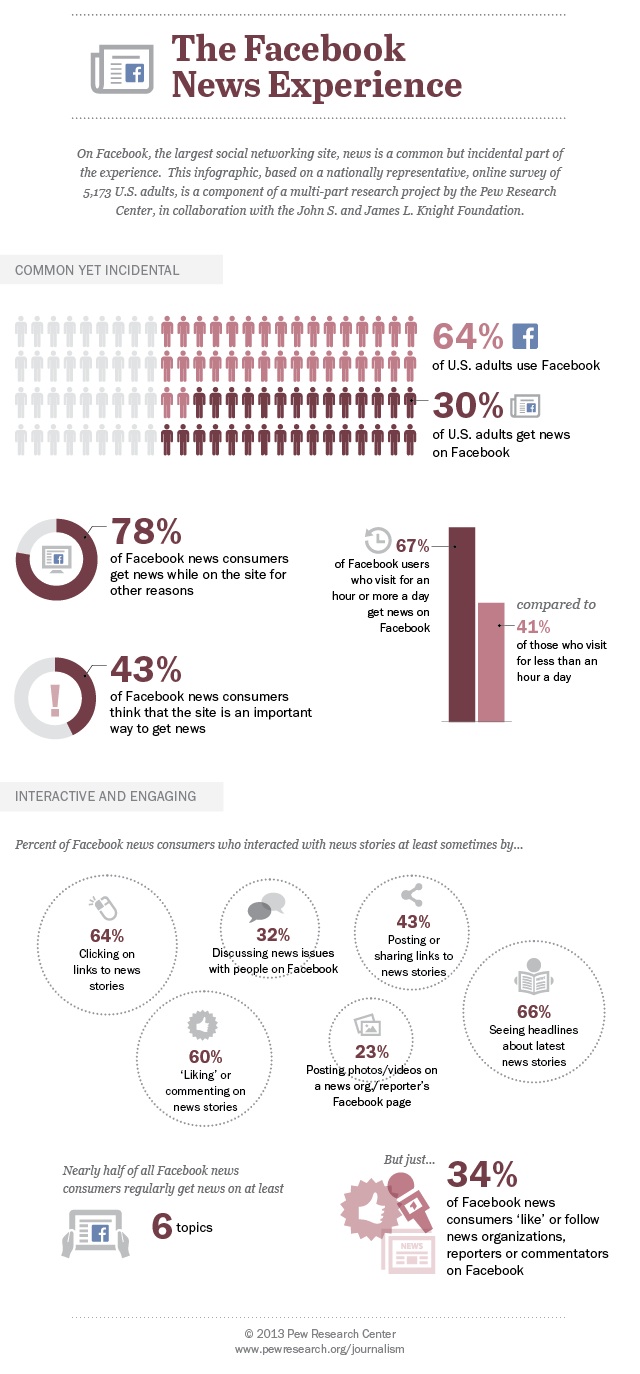 The Facebook
News Experience
On Facebook, the largest social networking site, news is a common but incidental part of
the experience. This infographic, based on a nationally representative, online survey of
5,173 U.S. adults, is a component of a multi-part research project by the Pew Research
Center, in collaboration with the John S. and James L. Knight Foundation.
COMMON YET INCIDENTAL
64%
of U.S. adults use Facebook
30%
of U.S. adults get news
on Facebook
78%
of Facebook news consumers
get news while on the site for
other reasons
67%
of Facebook users
who visit for an
hour or more a day
get news on
Facebook
compared to
41%
of those who visit
for less than an
hour a day
43%
of Facebook news consumers
think that the site is an important
way to get news
INTERACTIVE AND ENGAGING
Percent of Facebook news consumers who interacted with news stories at least sometimes by...
64%
Clicking on
links to news
stories
32%
Discussing news issues
with people on Facebook
43%
Posting or
sharing links to
news stories
66%
Seeing headlines
about latest
news stories
60%
'Liking' or
commenting on
news stories
23%
Posting photos/videos on
a news org./reporter's
Facebook page
Nearly half of all Facebook news
consumers regularly get news on at least
6 topics
But just...
34%
of Facebook news
consumers 'like' or follow
news organizations,
reporters or commentators
on Facebook
NEWS
© 2013 Pew Research Center
www.pewresearch.org/journalism